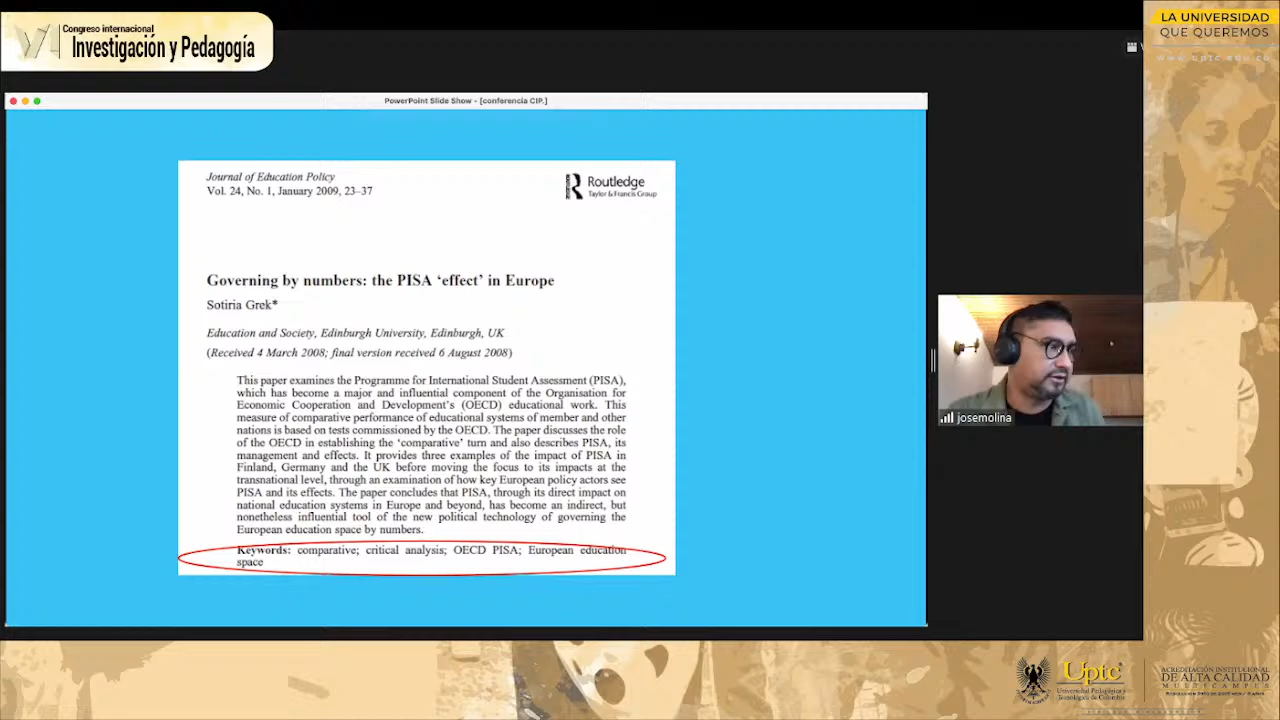 VI
Congreso internacional
Investigación y Pedagogía
LA UNIVERSIDAD
QUE QUEREMOS
www.uptc.edu.co
PowerPoint Slide Show - [conferencia CIP.]
Journal of Education Policy
Vol. 24, No. 1, January 2009, 23–37
Routledge
Taylor & Francis Group
Governing by numbers: the PISA ‘effect’ in Europe
Sotiria Grek*
Education and Society, Edinburgh University, Edinburgh, UK
(Received 4 March 2008; final version received 6 August 2008)
This paper examines the Programme for International Student Assessment (PISA),
which has become a major and influential component of the Organisation for
Economic Cooperation and Development’s (OECD) educational work. This
measure of comparative performance of educational systems of member and other
nations is based on tests commissioned by the OECD. The paper discusses the role
of the OECD in establishing the ‘comparative’ turn and also describes PISA, its
management and effects. It provides three examples of the impact of PISA in
Finland, Germany and the UK before moving the focus to its impacts at the
transnational level, through an examination of how key European policy actors see
PISA and its effects. The paper concludes that PISA, through its direct impact on
national education systems in Europe and beyond, has become an indirect, but
nonetheless influential tool of the new political technology of governing the
European education space by numbers.
Keywords: comparative; critical analysis; OECD PISA; European education
space
josemolina
Uptc
Universidad Pedagógica y
Tecnológica de Colombia
ACREDITACIÓN INSTITUCIONAL
DE ALTA CALIDAD
MULTICAMPUS